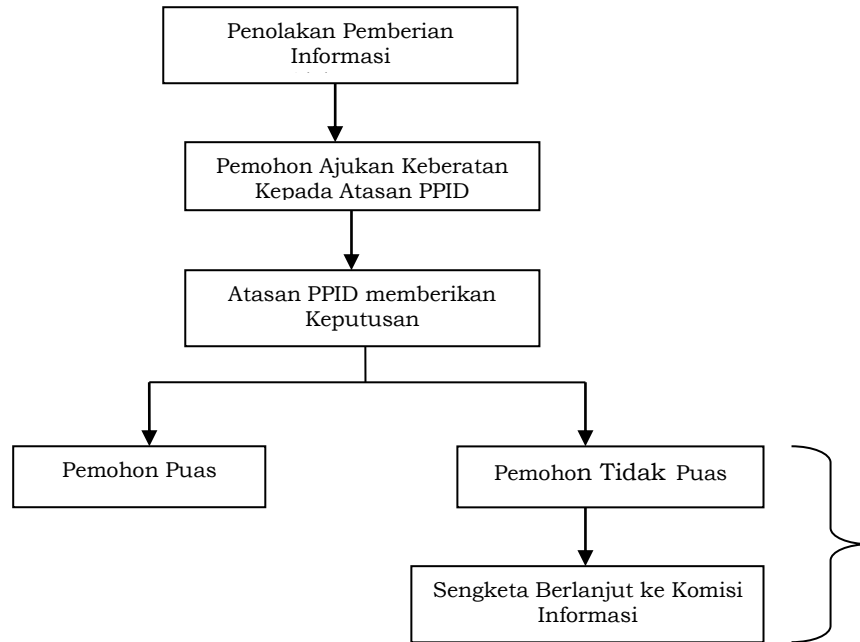 Penolakan Pemberian
Informasi
Pemohon Ajukan Keberatan
Kepada Atasan PPID
Atasan PPID memberikan
Keputusan
Pemohon Puas
Pemohon Tidak Puas
Sengketa Berlanjut ke Komisi
Informasi